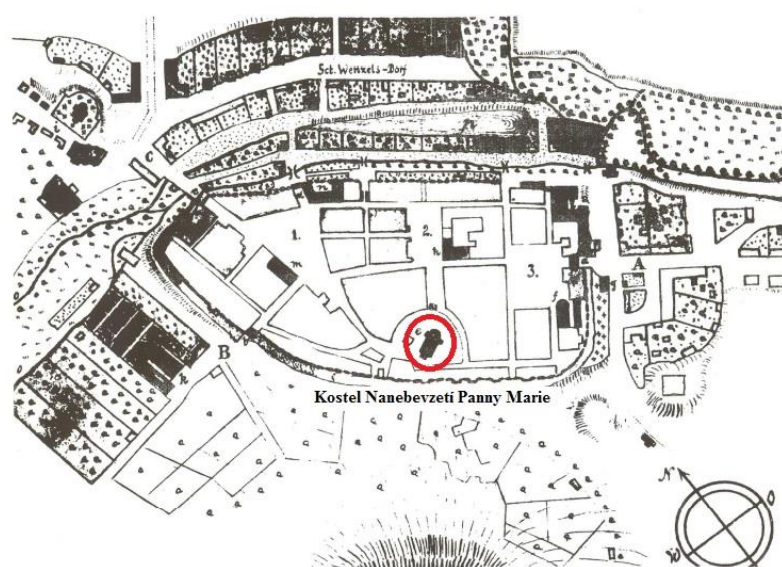 Sct. Wenzels-Dorf
C
1.
2.
m
m
h
3.
A
f
B
Kostel Nanebevzetí Panny Marie
N
O
W